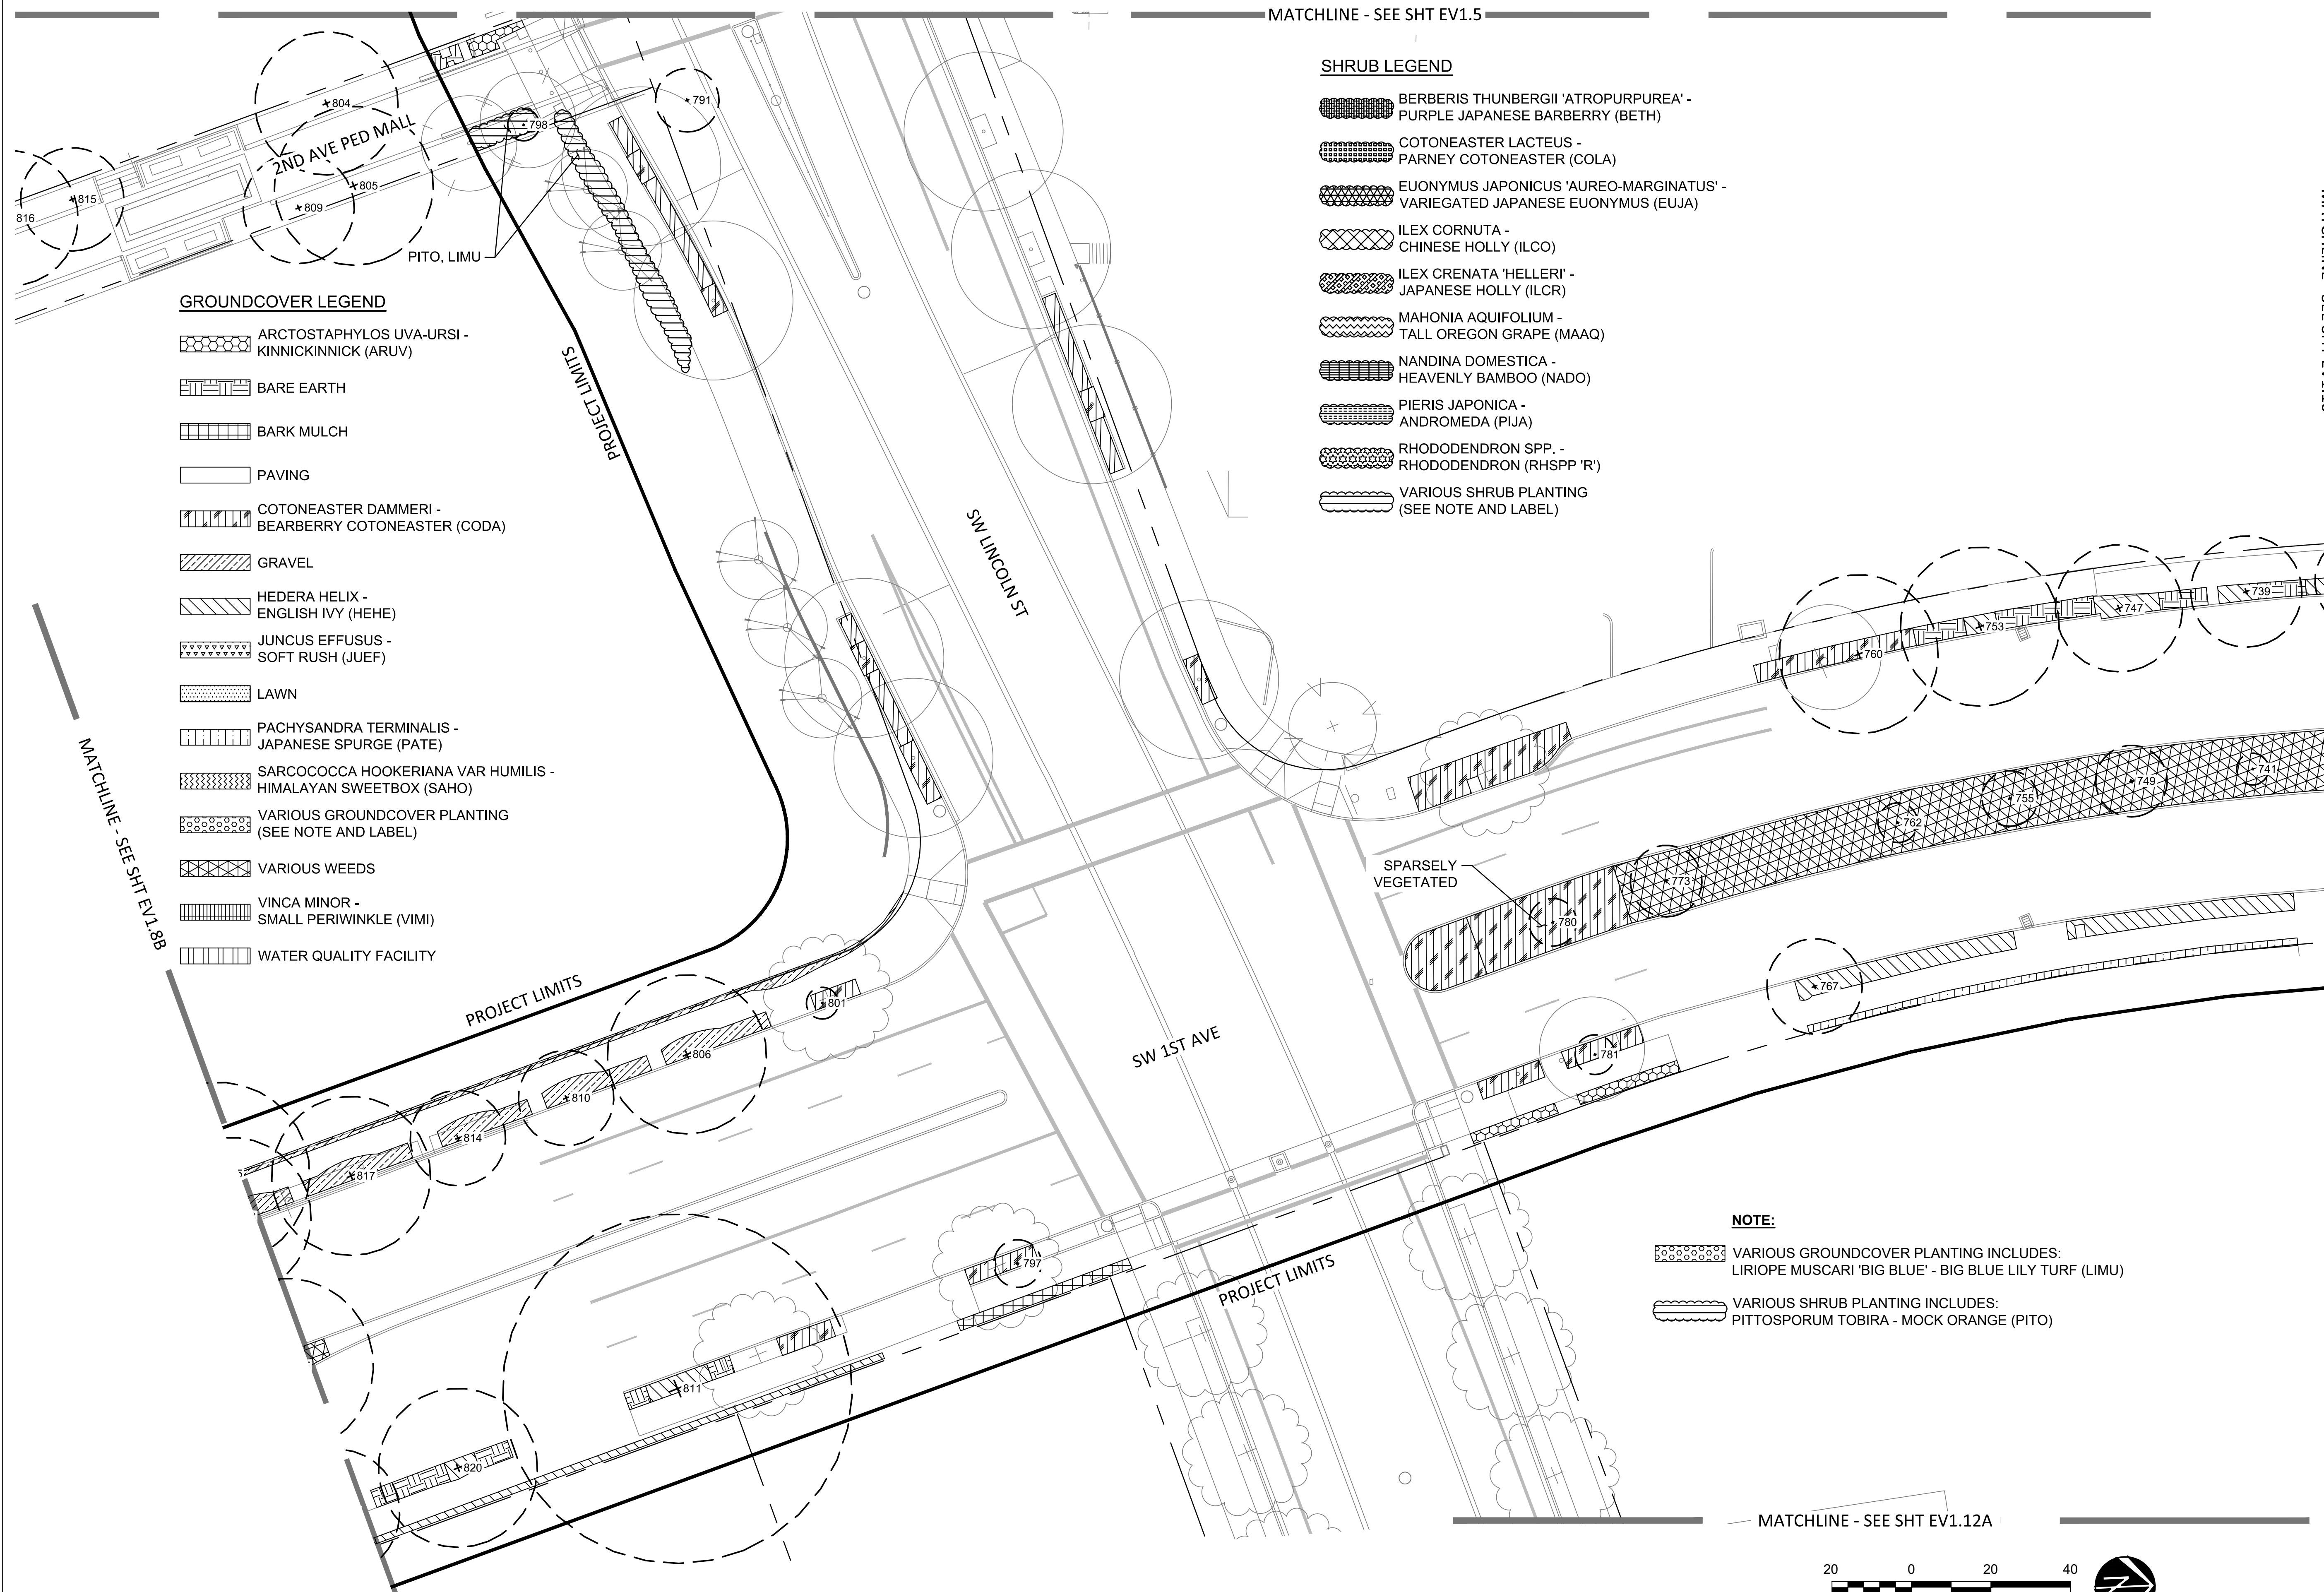 MATCHLINE - SEE SHT EV1.5
SHRUB LEGEND
BERBERIS THUNBERGII 'ATROPURPUREA' -
PURPLE JAPANESE BARBERRY (BETH)
COTONEASTER LACTEUS -
PARNEY COTONEASTER (COLA)
EUONYMUS JAPONICUS 'AUREO-MARGINATUS' -
VARIEGATED JAPANESE EUONYMUS (EUJA)
ILEX CORNUTA -
CHINESE HOLLY (ILCO)
ILEX CRENATA 'HELLERI' -
JAPANESE HOLLY (ILCR)
MAHONIA AQUIFOLIUM -
TALL OREGON GRAPE (MAAQ)
NANDINA DOMESTICA -
HEAVENLY BAMBOO (NADO)
PIERIS JAPONICA -
ANDROMEDA (PIJA)
RHODODENDRON SPP. -
RHODODENDRON (RHSPP 'R')
VARIOUS SHRUB PLANTING
(SEE NOTE AND LABEL)
804
791
798
2ND AVE PED MALL
805
815
809
816
PITO, LIMU
GROUNDCOVER LEGEND
ARCTOSTAPHYLOS UVA-URSI -
KINNICKINNICK (ARUV)
BARE EARTH
BARK MULCH
PAVING
COTONEASTER DAMMERI -
BEARBERRY COTONEASTER (CODA)
GRAVEL
HEDERA HELIX -
ENGLISH IVY (HEHE)
JUNCUS EFFUSUS -
SOFT RUSH (JUEF)
LAWN
PACHYSANDRA TERMINALIS -
JAPANESE SPURGE (PATE)
SARCOCOCCA HOOKERIANA VAR HUMILIS -
HIMALAYAN SWEETBOX (SAHO)
VARIOUS GROUNDCOVER PLANTING
(SEE NOTE AND LABEL)
VARIOUS WEEDS
VINCA MINOR -
SMALL PERIWINKLE (VIMI)
WATER QUALITY FACILITY
PROJECT LIMITS
SW LINCOLN ST
MATCHLINE - SEE SHT EV1.8B
739
747
753
760
741
749
755
762
773
780
SPARSELY
VEGETATED
767
781
PROJECT LIMITS
801
806
810
814
817
SW 1ST AVE
797
811
820
PROJECT LIMITS
NOTE:
VARIOUS GROUNDCOVER PLANTING INCLUDES:
LIRIOPE MUSCARI 'BIG BLUE' - BIG BLUE LILY TURF (LIMU)
VARIOUS SHRUB PLANTING INCLUDES:
PITTOSPORUM TOBIRA - MOCK ORANGE (PITO)
MATCHLINE - SEE SHT EV1.12A
20 0 20 40